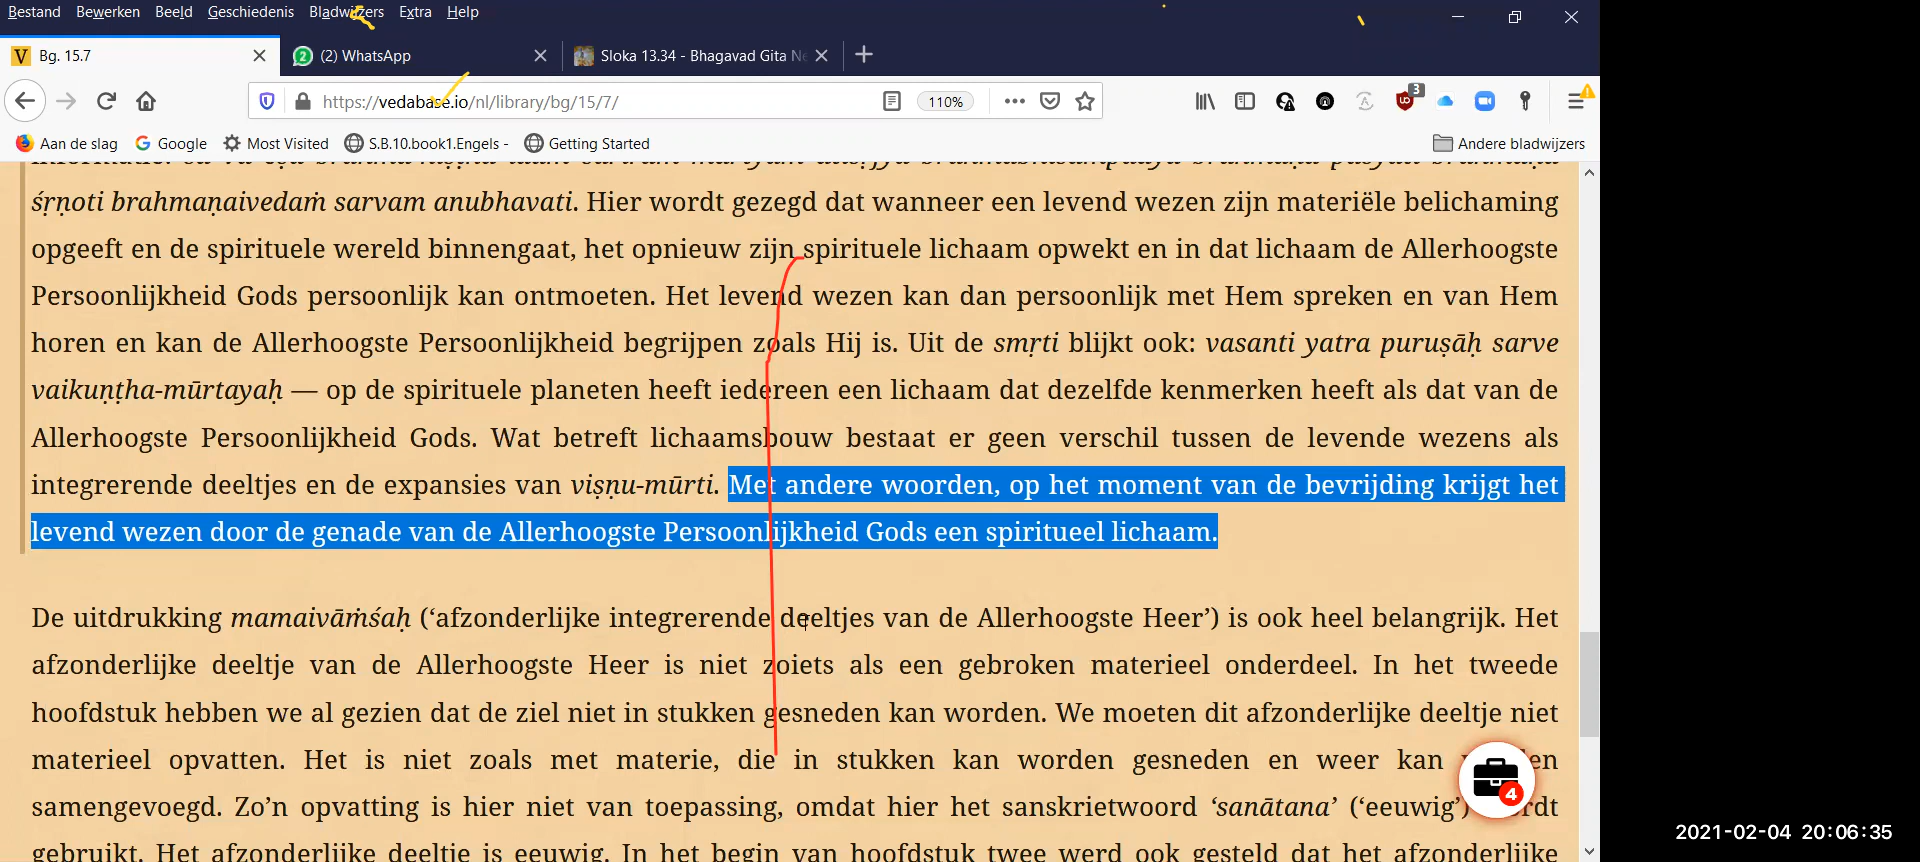 Bestand Bewerken Beeld Geschiedenis Bladwijzers Extra Help
Bg. 15.7 (2) WhatsApp Sloka 13.34 - Bhagavad Gita Ne
https://vedabase.io/nl/library/bg/15/7/ 110% 3
Aan de slag Google Most Visited S.B.10.book1.Engels - Getting Started Andere bladwijzers
śṛṇoti brahmaṇaivedaṁ sarvam anubhavati. Hier wordt gezegd dat wanneer een levend wezen zijn materiële belichaming
opgeeft en de spirituele wereld binnengaat, het opnieuw zijn spirituele lichaam opwekt en in dat lichaam de Allerhoogste
Persoonlijkheid Gods persoonlijk kan ontmoeten. Het levend wezen kan dan persoonlijk met Hem spreken en van Hem
horen en kan de Allerhoogste Persoonlijkheid begrijpen zoals Hij is. Uit de smṛti blijkt ook: vasanti yatra puruṣāḥ sarve
vaikuṇṭha-mūrtayaḥ — op de spirituele planeten heeft iedereen een lichaam dat dezelfde kenmerken heeft als dat van de
Allerhoogste Persoonlijkheid Gods. Wat betreft lichaamsbouw bestaat er geen verschil tussen de levende wezens als
integrerende deeltjes en de expansies van viṣṇu-mūrti. Met andere woorden, op het moment van de bevrijding krijgt het
levend wezen door de genade van de Allerhoogste Persoonlijkheid Gods een spiritueel lichaam.
De uitdrukking mamaivāṁśaḥ (‘afzonderlijke integrerende deeltjes van de Allerhoogste Heer’) is ook heel belangrijk. Het
afzonderlijke deeltje van de Allerhoogste Heer is niet zoiets als een gebroken materieel onderdeel. In het tweede
hoofdstuk hebben we al gezien dat de ziel niet in stukken gesneden kan worden. We moeten dit afzonderlijke deeltje niet
materieel opvatten. Het is niet zoals met materie, die in stukken kan worden gesneden en weer kan
samengevoegd. Zo’n opvatting is hier niet van toepassing, omdat hier het sanskrietwoord ‘sanātana’ (‘eeuwig’)
4
gebruikt. Het afzonderlijke deeltje is eeuwig. In het begin van hoofdstuk twee werd ook gesteld dat het afzonderlijke
2021-02-04 20:06:35